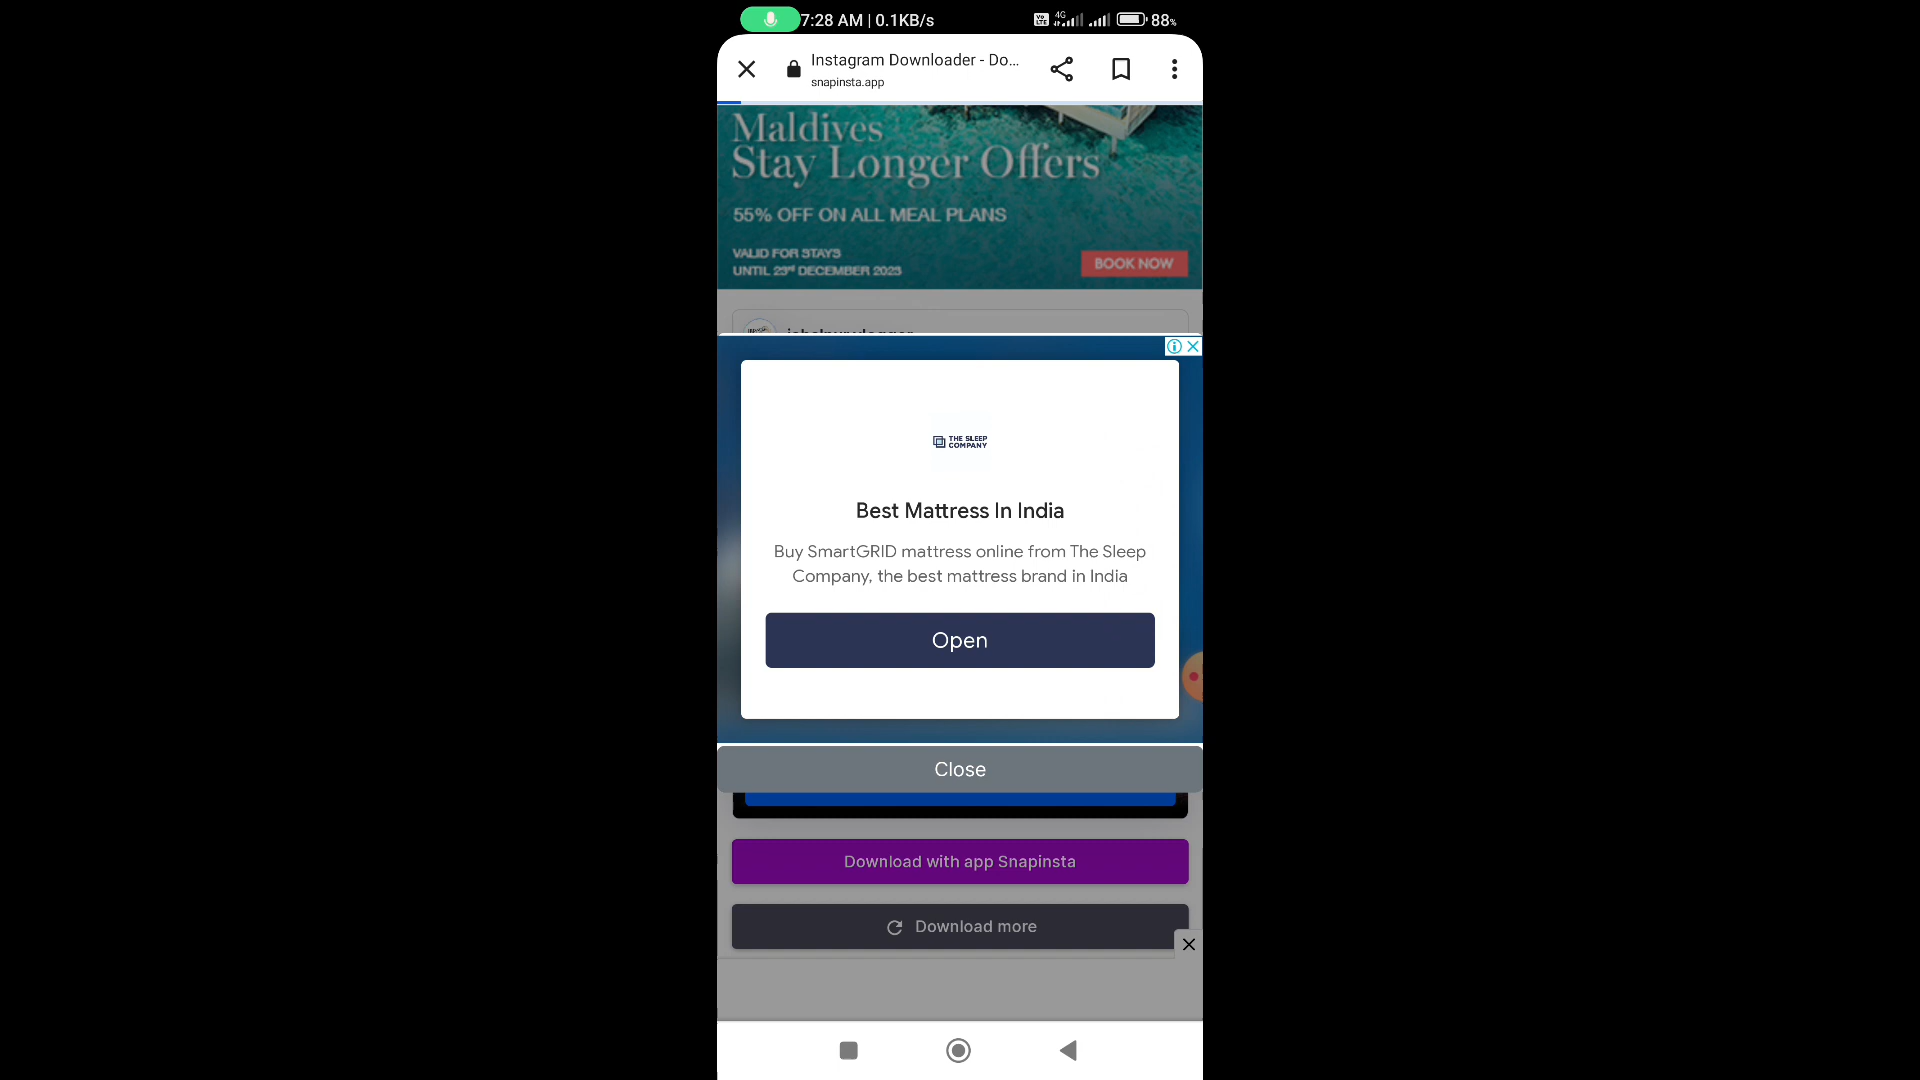 7:28 AM | 0.1KB/s
Vo LTE 4G 88%
Instagram Downloader - Do...
snapinsta.app
Maldives
Stay Longer Offers
55% OFF ON ALL MEAL PLANS
VALID FOR STAYS
UNTIL 23rd DECEMBER 2023
BOOK NOW
THE SLEEP
COMPANY
Best Mattress In India
Buy SmartGRID mattress online from The Sleep
Company, the best mattress brand in India
Open
Close
Download with app Snapinsta
Download more